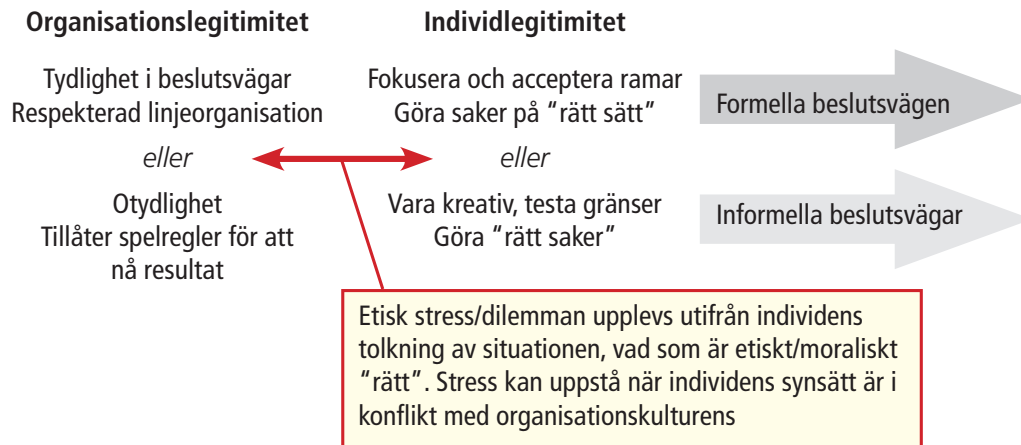 Organisationslegitimitet
Tydlighet i beslutsvägar
Respekterad linjeorganisation
eller
Otydlighet
Tillåter spelregler för att
nå resultat
Individlegitimitet
Fokusera och acceptera ramar
Göra saker på ”rätt sätt”
eller
Vara kreativ, testa gränser
Göra ”rätt saker”
Formella beslutsvägen
Informella beslutsvägar
Etisk stress/dilemman upplevs utifrån individens
tolkning av situationen, vad som är etiskt/moraliskt
”rätt”. Stress kan uppstå när individens synsätt är i
konflikt med organisationskulturens